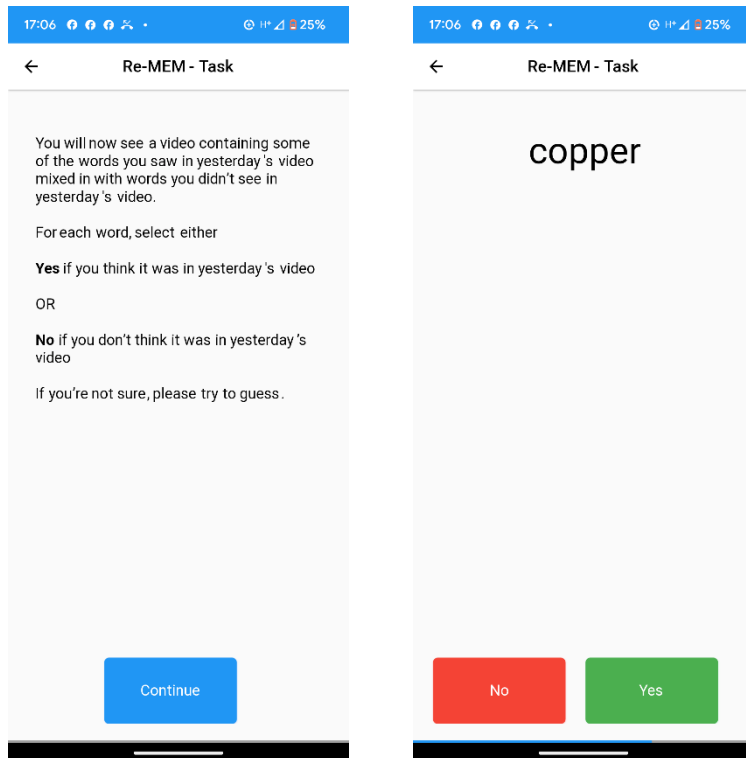 17:06 H+ 25%
Re-MEM - Task
You will now see a video containing some
of the words you saw in yesterday's video
mixed in with words you didn't see in
yesterday's video.
For each word, select either
Yes if you think it was in yesterday's video
OR
No if you don't think it was in yesterday's
video
If you're not sure, please try to guess.
Continue
17:06 H+ 25%
Re-MEM - Task
copper
No Yes